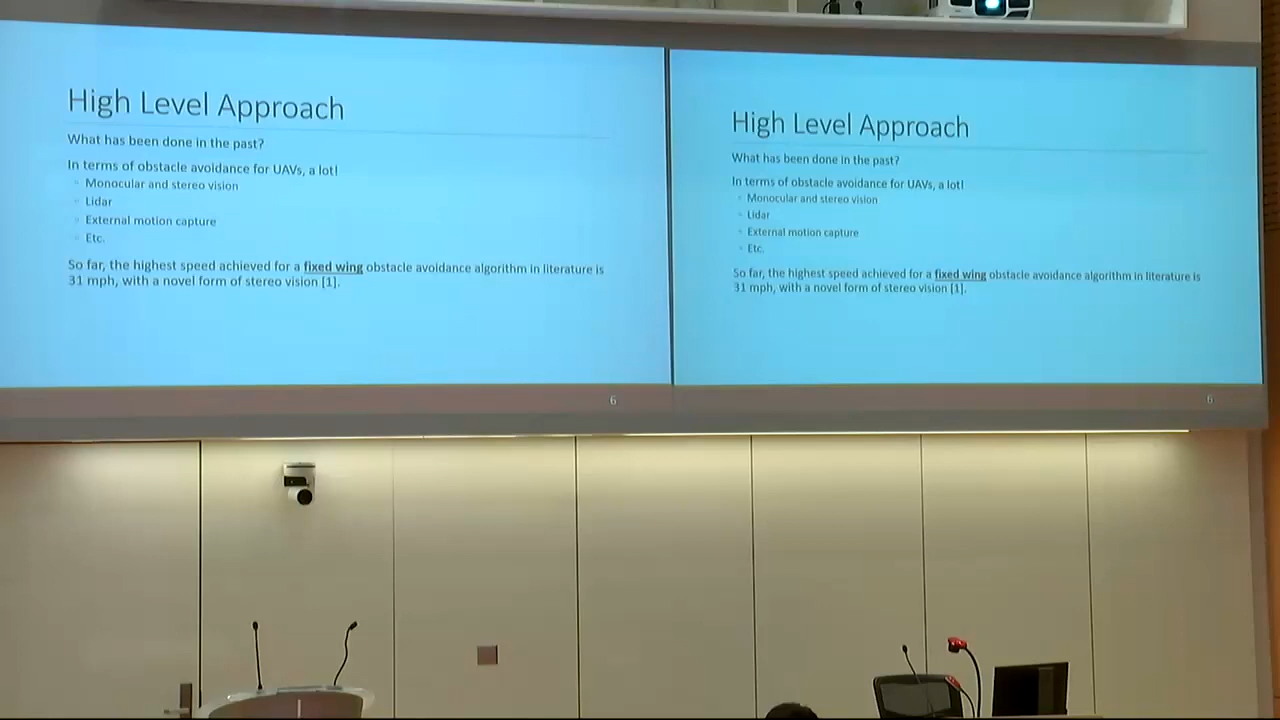 High Level Approach
What has been done in the past?
In terms of obstacle avoidance for UAVs, a lot!
Monocular and stereo vision
Lidar
External motion capture
Etc.
So far, the highest speed achieved for a fixed wing obstacle avoidance algorithm in literature is
31 mph, with a novel form of stereo vision [1].
6
High Level Approach
What has been done in the past?
In terms of obstacle avoidance for UAVs, a lot!
Monocular and stereo vision
Lidar
External motion capture
Etc.
So far, the highest speed achieved for a fixed wing obstacle avoidance algorithm in literature is
31 mph, with a novel form of stereo vision [1].
6